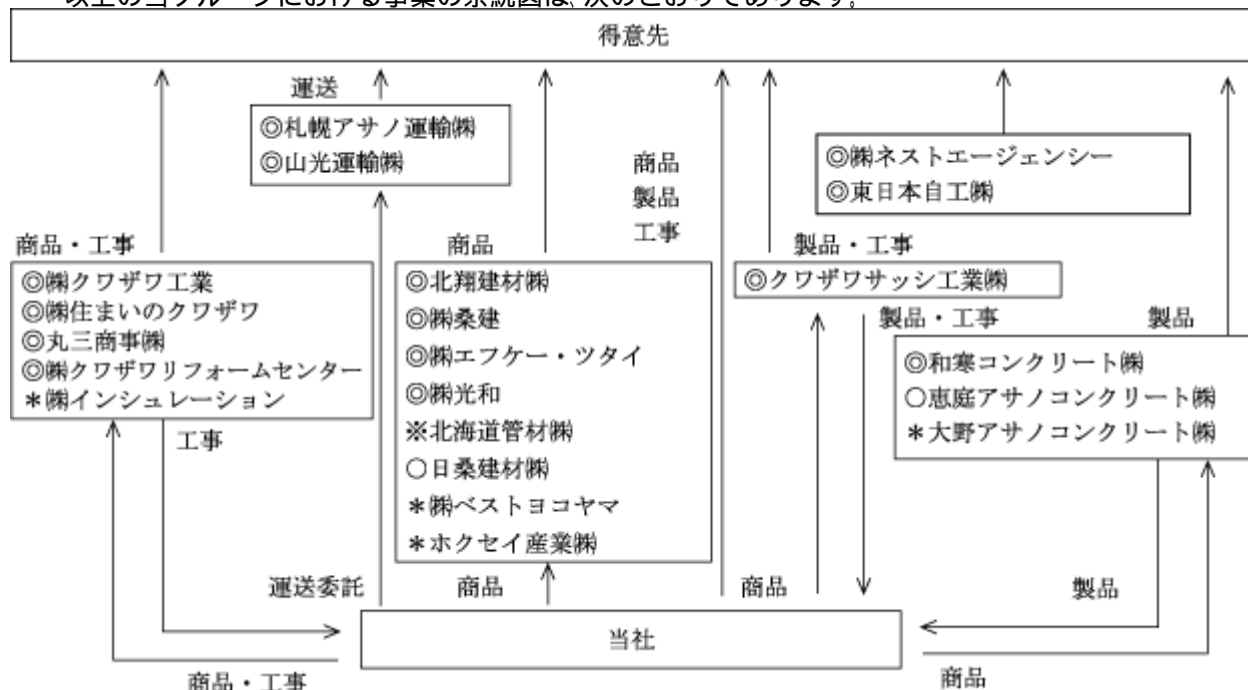 以上の当グループにおける事業の系統図は、次のとおりであります。
得意先
運送
◎札幌アサノ運輸㈱
◎山光運輸㈱
商品
製品
工事
◎㈱ネストエージェンシー
◎東日本自工㈱
商品・工事
◎㈱クワザワ工業
◎㈱住まいのクワザワ
◎丸三商事㈱
◎㈱クワザワリフォームセンター
＊㈱インシュレーション
商品
◎北翔建材㈱
◎㈱桑建
◎㈱エフケー・ツタイ
◎㈱光和
※北海道管材㈱
○日桑建材㈱
＊㈱ベストヨコヤマ
＊ホクセイ産業㈱
製品・工事
◎クワザワサッシ工業㈱
製品・工事
製品
◎和寒コンクリート㈱
○恵庭アサノコンクリート㈱
＊大野アサノコンクリート㈱
工事
運送委託
商品
商品
製品
当社
商品・工事
商品